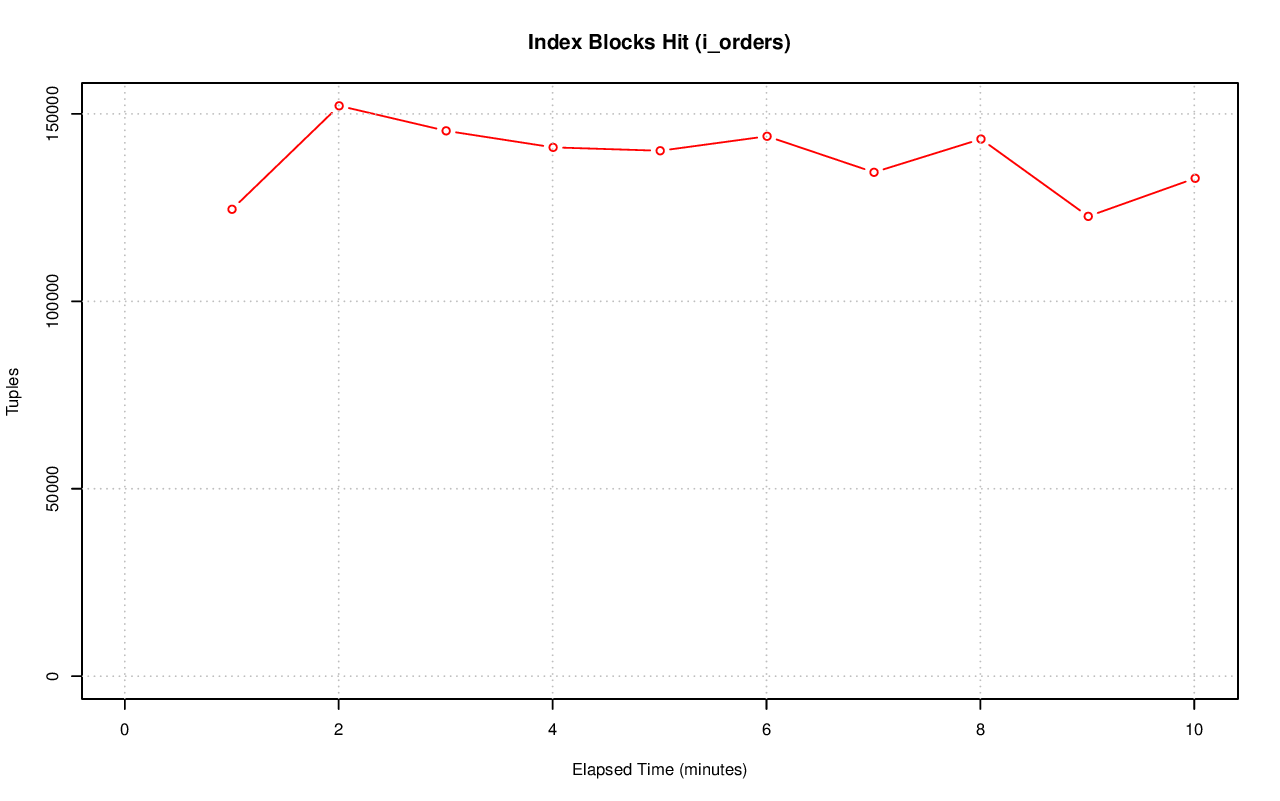 Index Blocks Hit (i_orders)
150000
100000
50000
0
Tuples
0 2 4 6 8 10
Elapsed Time (minutes)